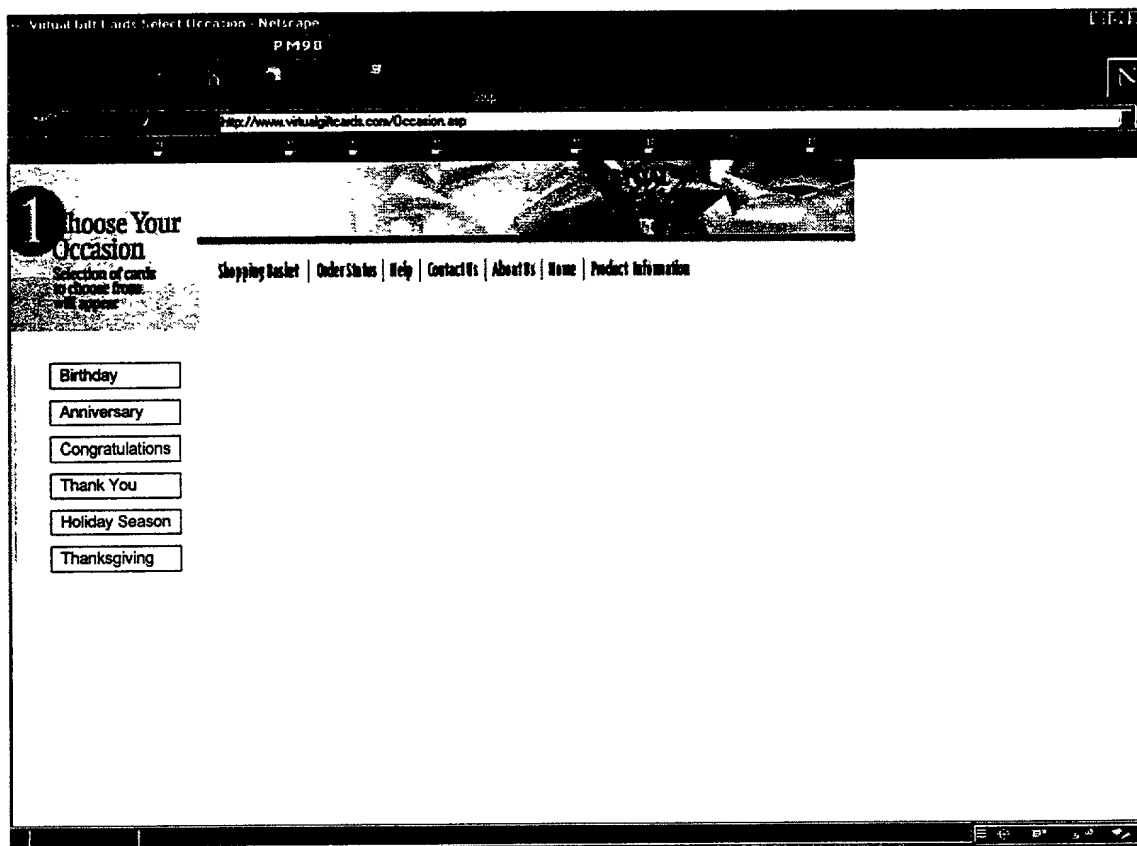 Virtual Gift Cards Select Occasion - Netscape
PM98
Stop
http://www.virtualgiftcards.com/Occasion.asp
1 Choose Your
Occasion
Selection of cards
to choose from
will appear
Shopping Basket | Order Status | Help | Contact Us | About Us | Home | Product Information
Birthday
Anniversary
Congratulations
Thank You
Holiday Season
Thanksgiving